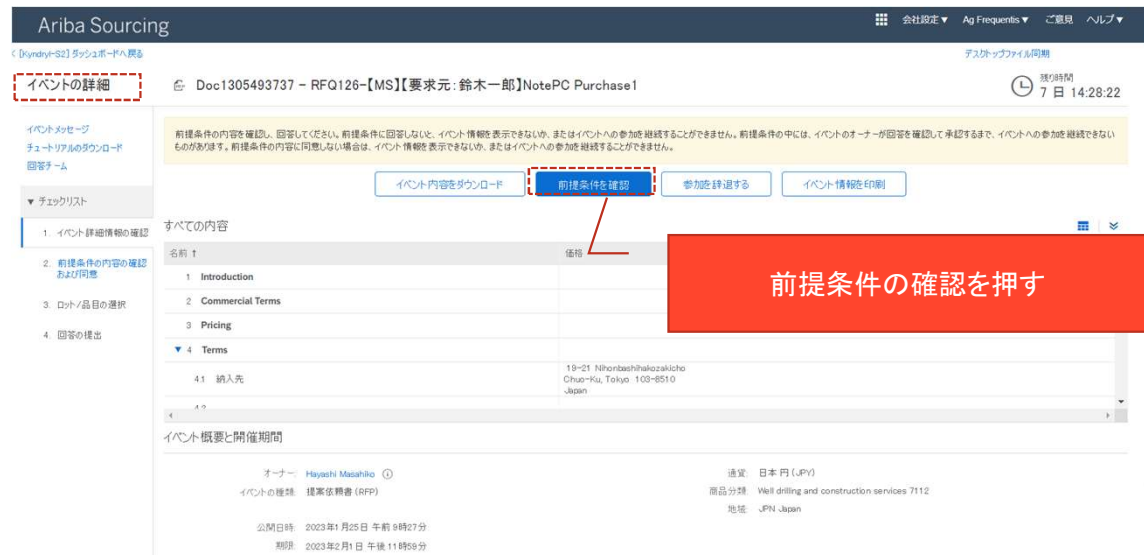 Ariba Sourcing
会社設定▼ Ag Frequentis▼ ご意見 ヘルプ▼
[Kyndryl-S2] ダッシュボードへ戻る
デスクトップファイル同期
イベントの詳細
Doc1305493737 - RFQ126-【MS】【要求元:鈴木一郎】NotePC Purchase1
残り時間
7 日 14:28:22
イベントメッセージ
チュートリアルのダウンロード
回答チーム
▼ チェックリスト
1. イベント詳細情報の確認
2. 前提条件の内容の確認
および同意
3. ロット/品目の選択
4. 回答の提出
前提条件の内容を確認し、回答してください。前提条件に回答しないと、イベント情報を表示できないか、またはイベントへの参加を継続することができません。前提条件の中には、イベントのオーナーが回答を確認して承認するまで、イベントへの参加を継続できない
ものがあります。前提条件の内容に同意しない場合は、イベント情報を表示できないか、またはイベントへの参加を継続することができません。
イベント内容をダウンロード
前提条件を確認
参加を辞退する
イベント情報を印刷
すべての内容
名前 ↑
価格
1 Introduction
2 Commercial Terms
3 Pricing
▼ 4 Terms
4.1 納入先
19-21 Nihonbashihakozakicho
Chuo-Ku, Tokyo 103-8510
Japan
4.2
前提条件の確認を押す
イベント概要と開催期間
オーナー: Hayashi Masahiko
イベントの種類: 提案依頼書 (RFP)
公開日時: 2023年1月25日 午前 9時27分
期限: 2023年2月1日 午後 11時59分
通貨: 日本 円 (JPY)
商品分類: Well drilling and construction services 7112
地域: JPN Japan